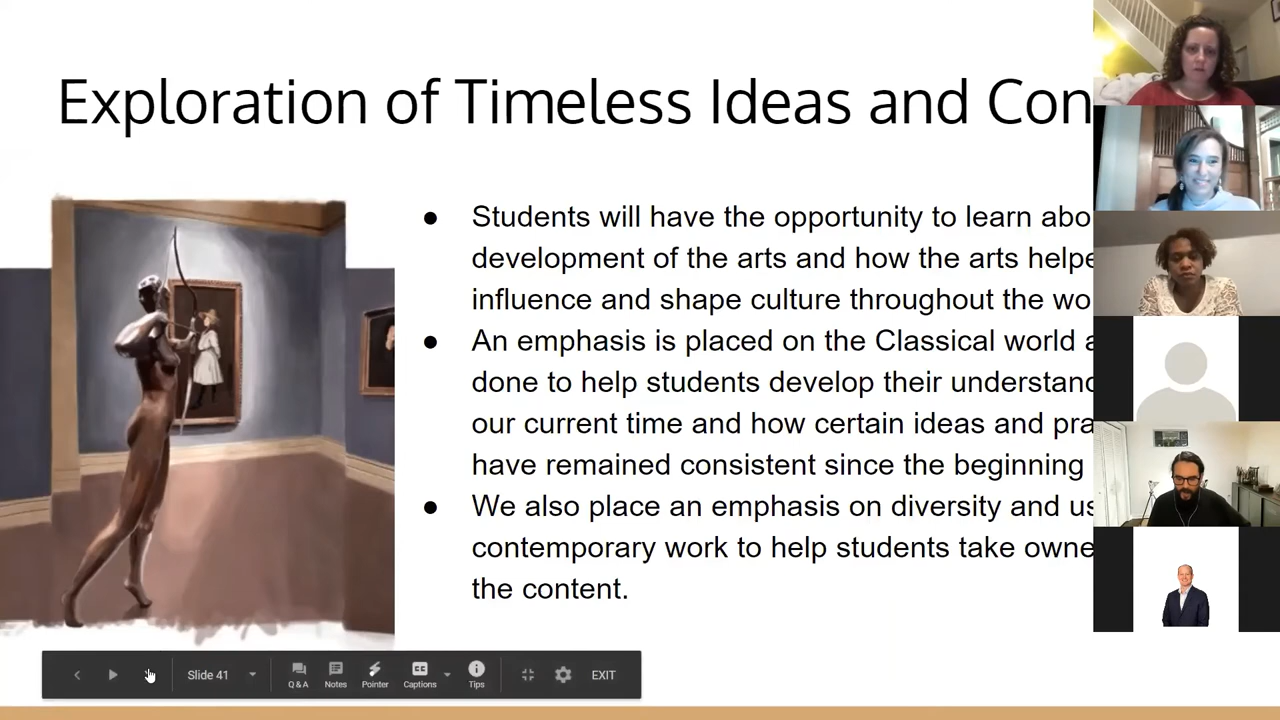 Exploration of Timeless Ideas and Con
● Students will have the opportunity to learn abo
development of the arts and how the arts helpe
influence and shape culture throughout the wo
● An emphasis is placed on the Classical world a
done to help students develop their understand
our current time and how certain ideas and pra
have remained consistent since the beginning
● We also place an emphasis on diversity and us
contemporary work to help students take owne
the content.
Slide 41
Q & A
Notes
Pointer
CC
Captions
Tips
EXIT